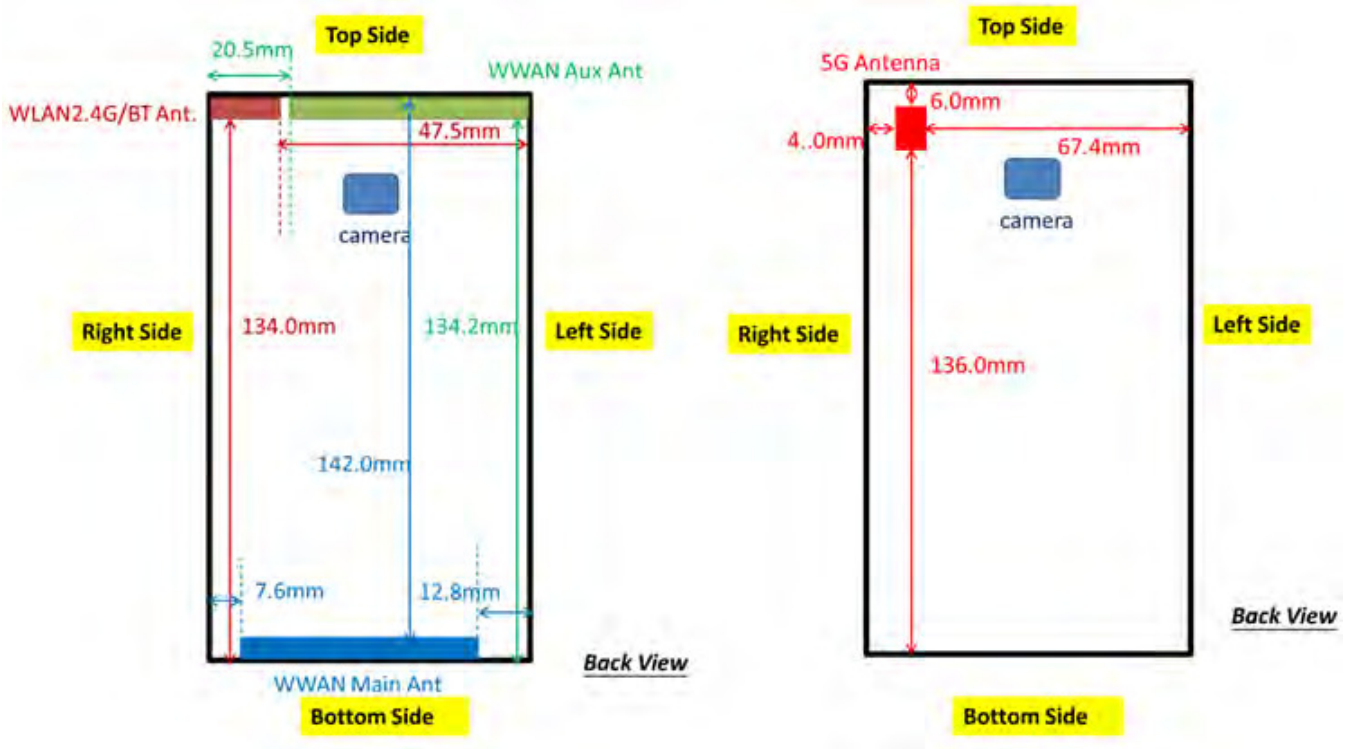 Top Side
20.5mm
WWAN Aux Ant
WLAN2.4G/BT Ant.
47.5mm
camera
Right Side
134.0mm
134.2mm
Left Side
142.0mm
7.6mm
12.8mm
Back View
WWAN Main Ant
Bottom Side
Top Side
5G Antenna
6.0mm
4..0mm
67.4mm
camera
Right Side
Left Side
136.0mm
Back View
Bottom Side